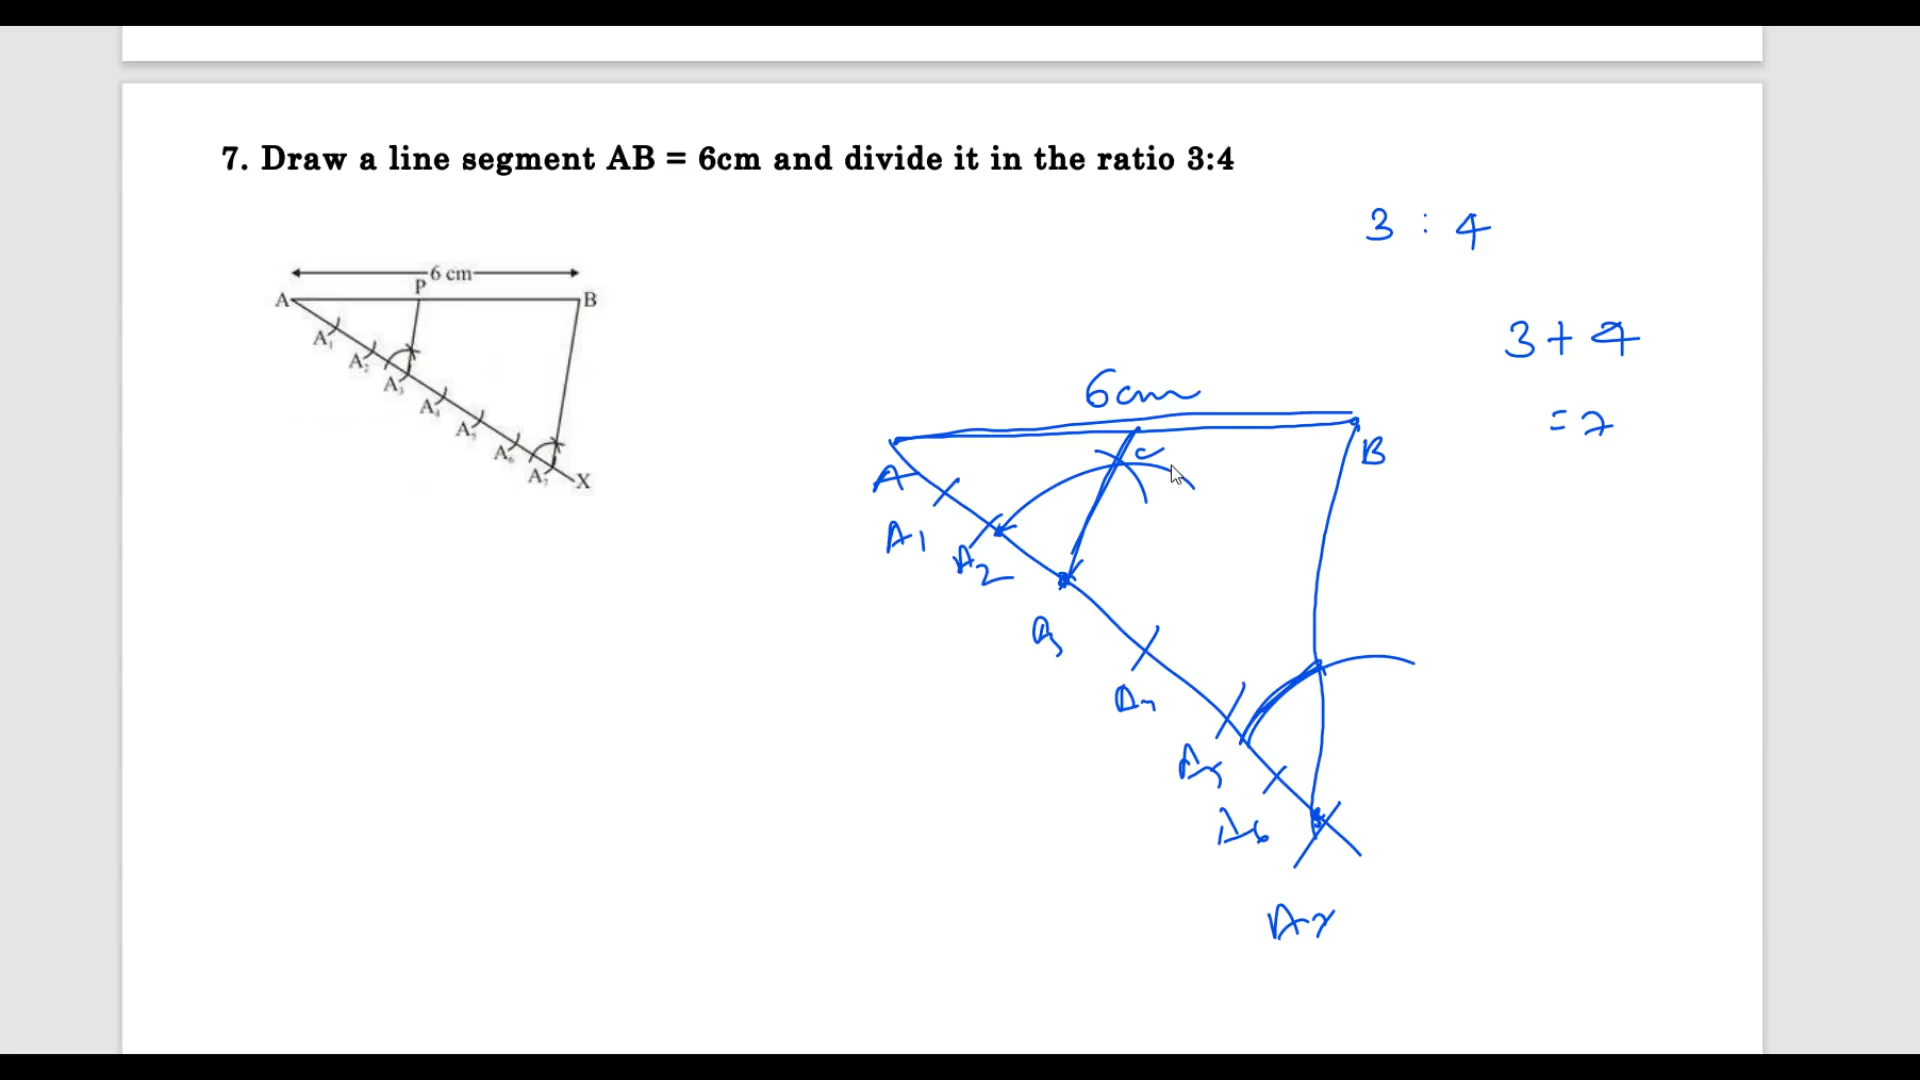 7. Draw a line segment AB = 6cm and divide it in the ratio 3:4
3 : 4
6 cm
P
A B
A₁
A₂
A₃
A₄
A₅
A₆
A₇ X
3 + 4
= 7
6cm
C
B
A
A1
A2
A3
A4
A5
A6
A7